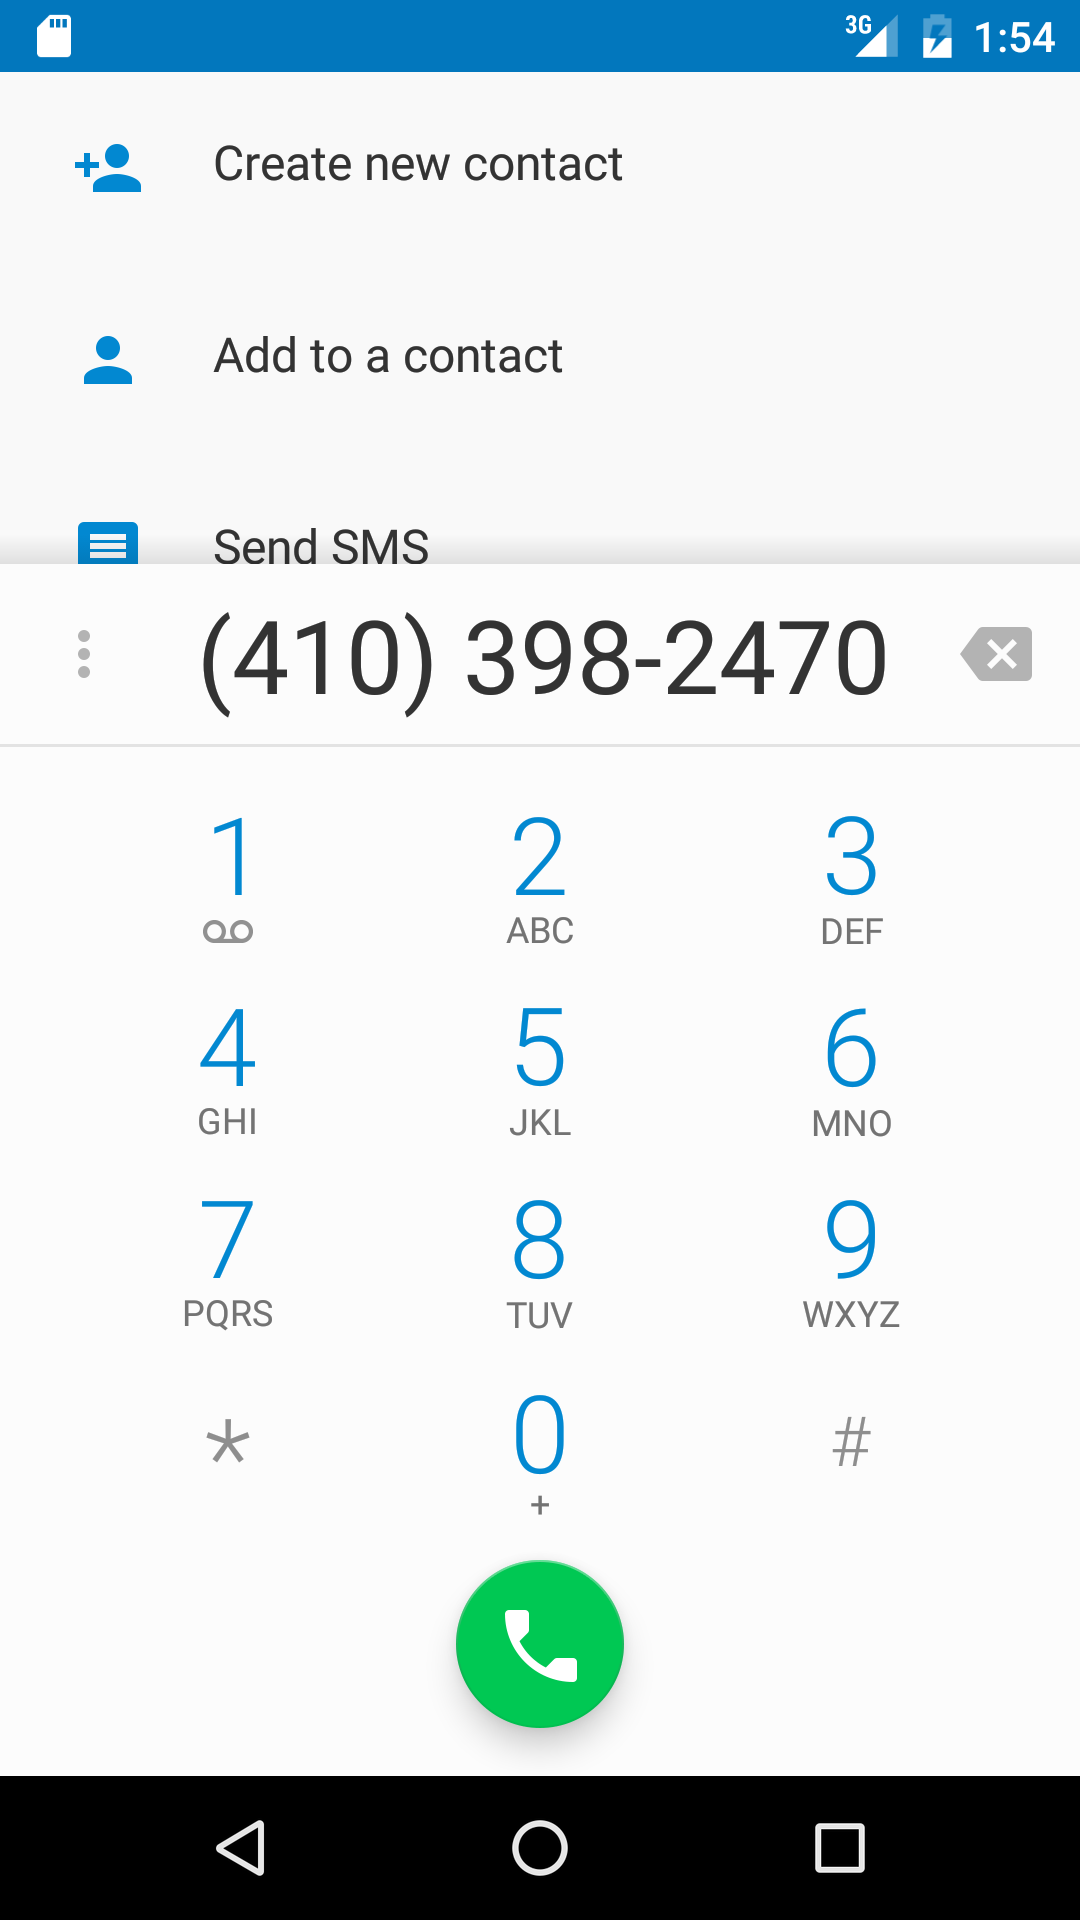 3G 1:54
Create new contact
Add to a contact
Send SMS
(410) 398-2470
1 2 3
ABC DEF
4 5 6
GHI JKL MNO
7 8 9
PQRS TUV WXYZ
* 0 #
+